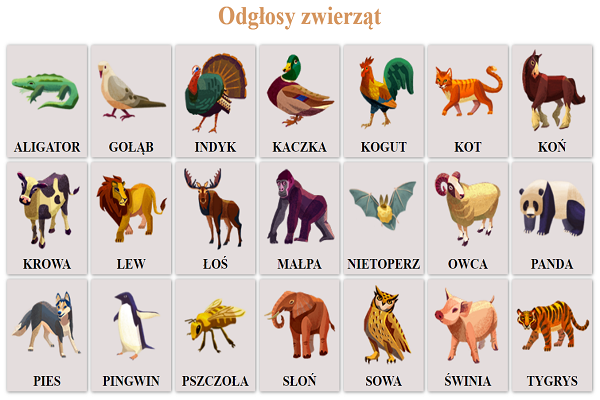 Odgłosy zwierząt
ALIGATOR GOŁĄB INDYK KACZKA KOGUT KOT KOŃ
KROWA LEW ŁOŚ MAŁPA NIETOPERZ OWCA PANDA
PIES PINGWIN PSZCZOŁA SŁOŃ SOWA ŚWINIA TYGRYS